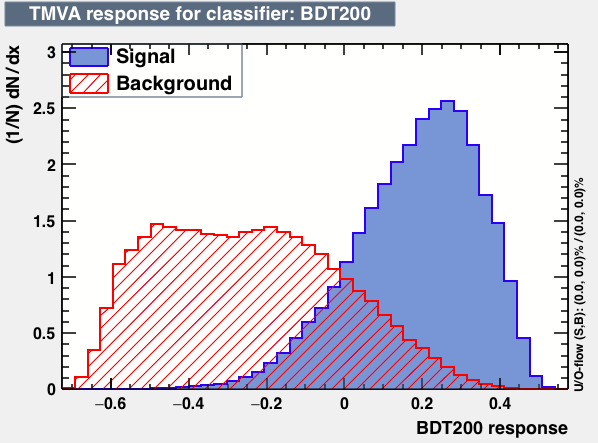 TMVA response for classifier: BDT200
(1/N) dN / dx
3
2.5
2
1.5
1
0.5
0
Signal
Background
−0.6 −0.4 −0.2 0 0.2 0.4
BDT200 response
U/O-flow (S,B): (0.0, 0.0)% / (0.0, 0.0)%